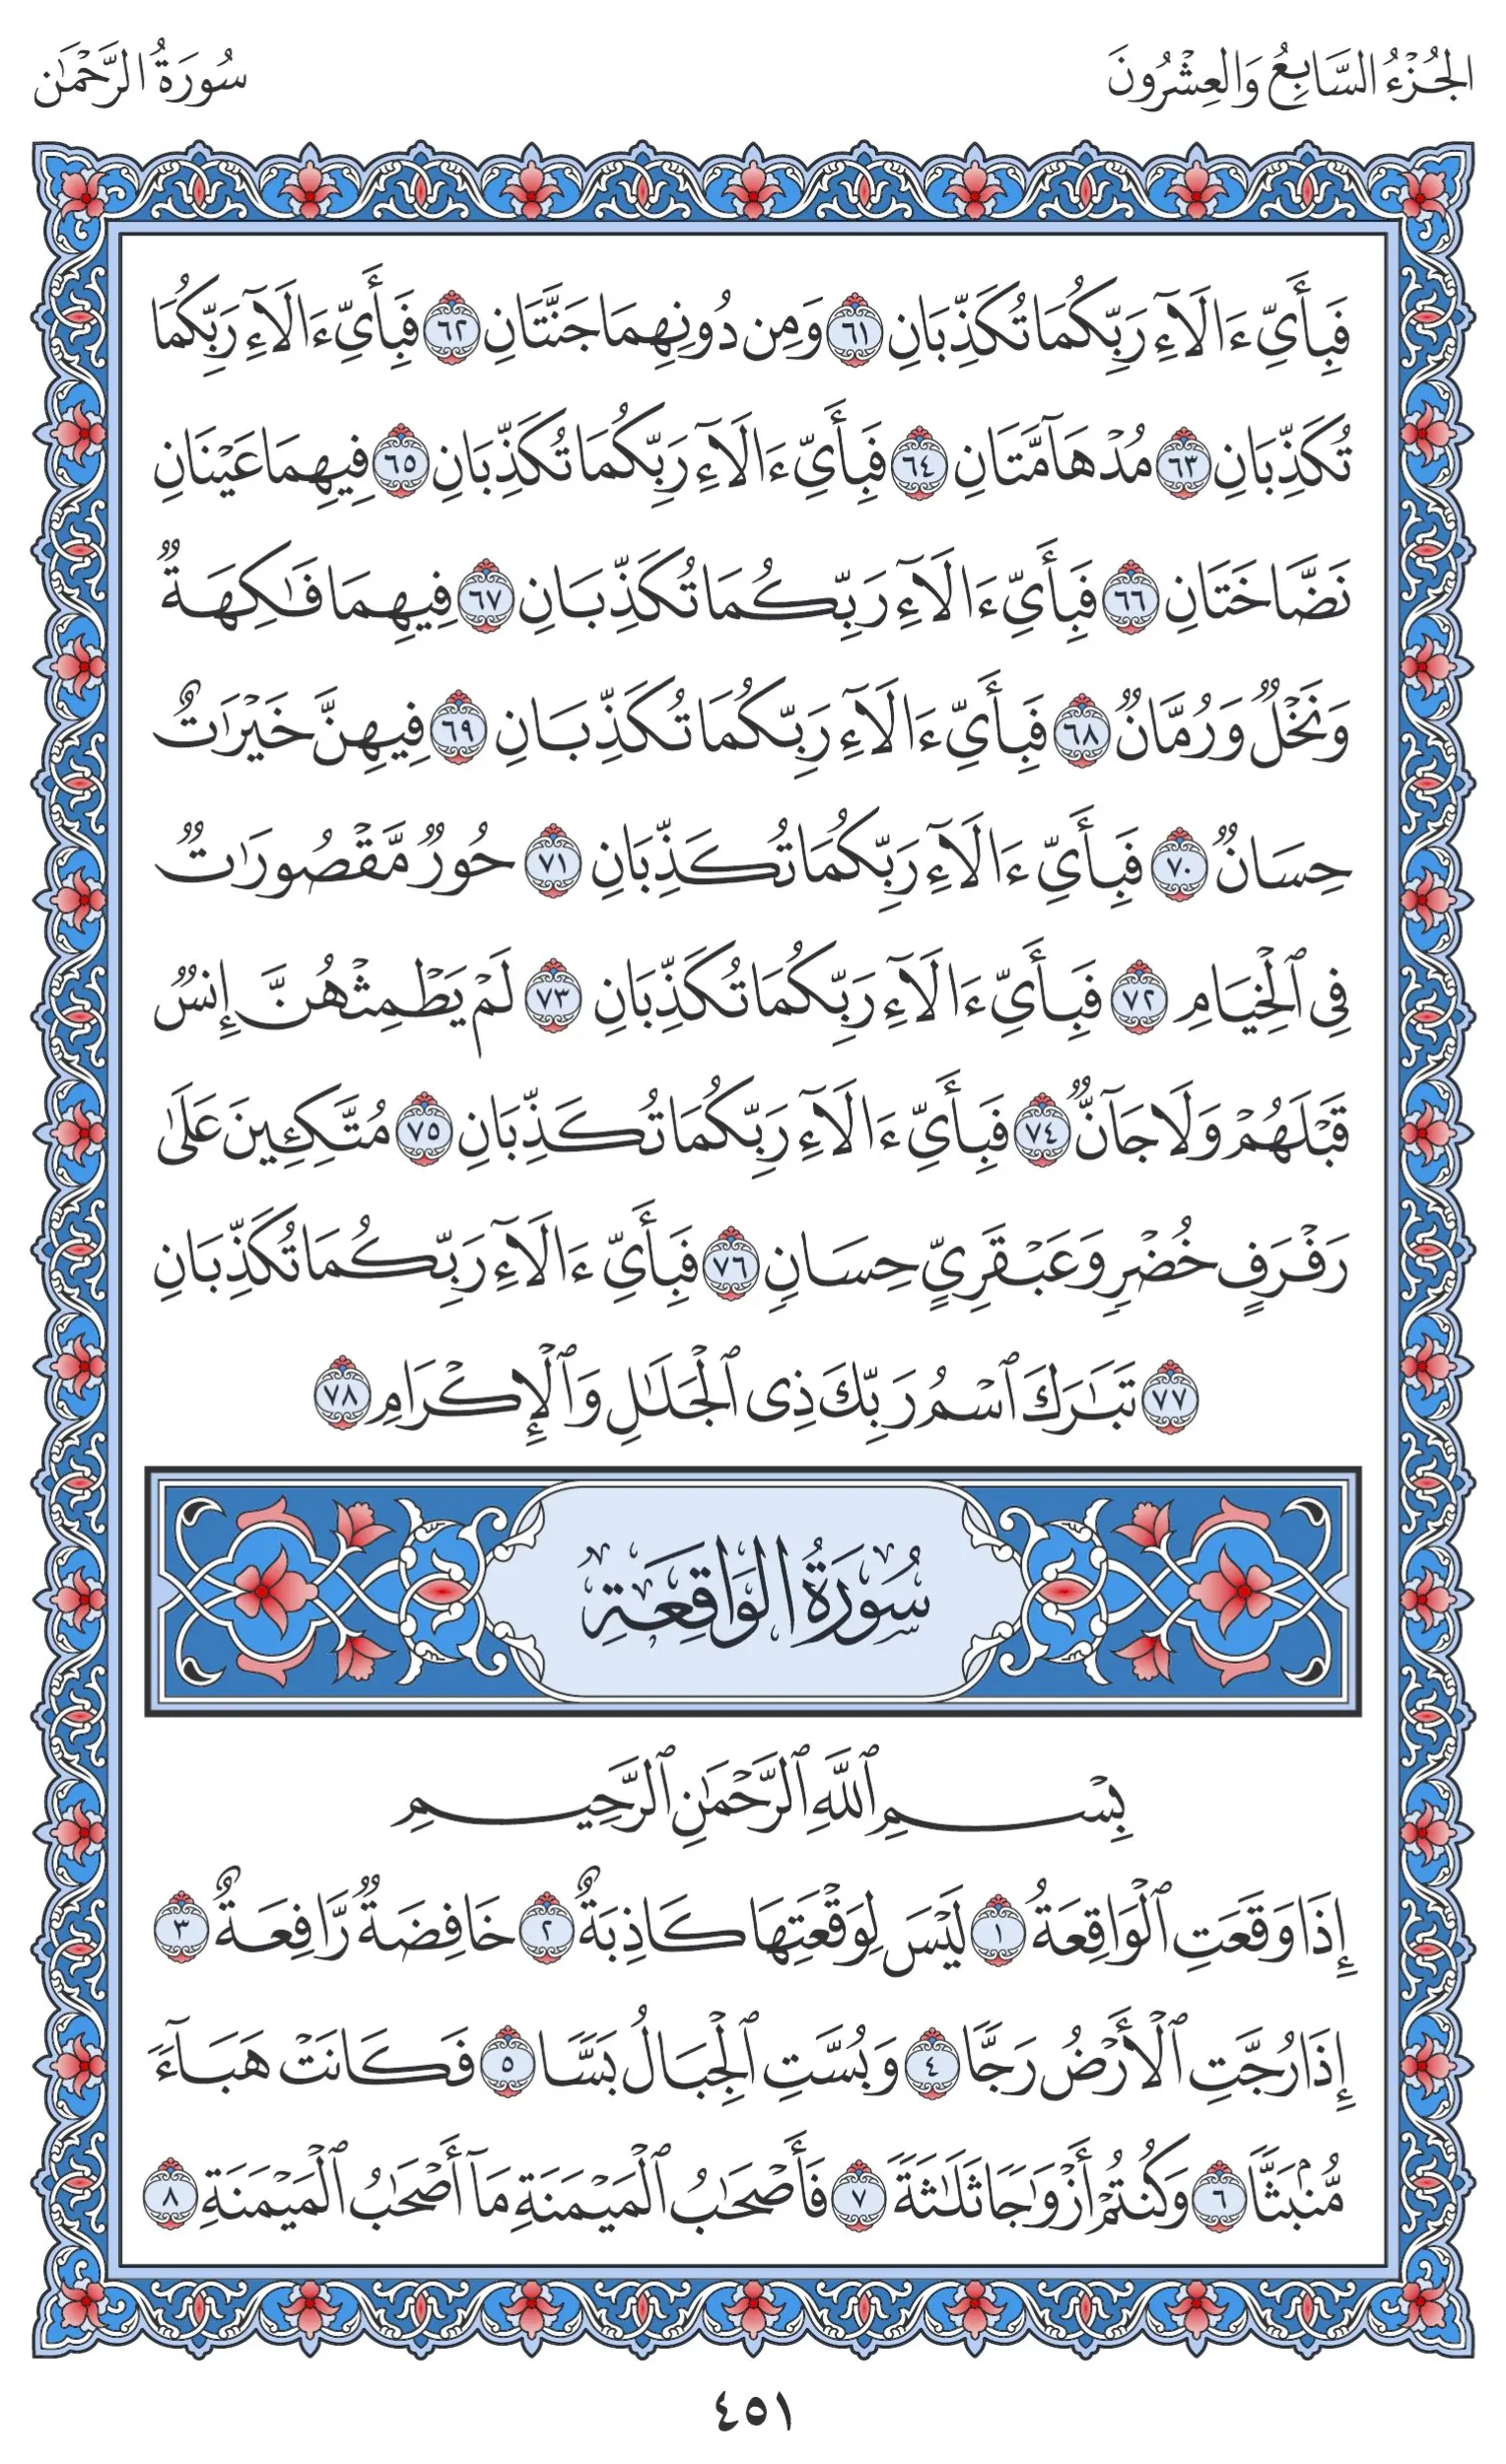 الجُزْءُ السَّابِعُ وَالعِشْرُونَ
سُورَةُ الرَّحْمَٰن
فَبِأَيِّ ءَالَآءِ رَبِّكُمَا تُكَذِّبَانِ ٦١ وَمِن دُونِهِمَا جَنَّتَانِ ٦٢ فَبِأَيِّ ءَالَآءِ رَبِّكُمَا
تُكَذِّبَانِ ٦٣ مُدْهَآمَّتَانِ ٦٤ فَبِأَيِّ ءَالَآءِ رَبِّكُمَا تُكَذِّبَانِ ٦٥ فِيهِمَا عَيْنَانِ
نَضَّاخَتَانِ ٦٦ فَبِأَيِّ ءَالَآءِ رَبِّكُمَا تُكَذِّبَانِ ٦٧ فِيهِمَا فَٰكِهَةٌ
وَنَخْلٌ وَرُمَّانٌ ٦٨ فَبِأَيِّ ءَالَآءِ رَبِّكُمَا تُكَذِّبَانِ ٦٩ فِيهِنَّ خَيْرَٰتٌ
حِسَانٌ ٧٠ فَبِأَيِّ ءَالَآءِ رَبِّكُمَا تُكَذِّبَانِ ٧١ حُورٌ مَّقْصُورَٰتٌ
فِي ٱلْخِيَامِ ٧٢ فَبِأَيِّ ءَالَآءِ رَبِّكُمَا تُكَذِّبَانِ ٧٣ لَمْ يَطْمِثْهُنَّ إِنسٌ
قَبْلَهُمْ وَلَا جَآنٌّ ٧٤ فَبِأَيِّ ءَالَآءِ رَبِّكُمَا تُكَذِّبَانِ ٧٥ مُتَّكِـِٔينَ عَلَىٰ
رَفْرَفٍ خُضْرٍ وَعَبْقَرِيٍّ حِسَانٍ ٧٦ فَبِأَيِّ ءَالَآءِ رَبِّكُمَا تُكَذِّبَانِ
٧٧ تَبَٰرَكَ ٱسْمُ رَبِّكَ ذِي ٱلْجَلَٰلِ وَٱلْإِكْرَامِ ٧٨
سُورَةُ الوَاقِعَةِ
بِسْمِ ٱللَّهِ ٱلرَّحْمَٰنِ ٱلرَّحِيمِ
إِذَا وَقَعَتِ ٱلْوَاقِعَةُ ١ لَيْسَ لِوَقْعَتِهَا كَاذِبَةٌ ٢ خَافِضَةٌ رَّافِعَةٌ ٣
إِذَا رُجَّتِ ٱلْأَرْضُ رَجًّا ٤ وَبُسَّتِ ٱلْجِبَالُ بَسًّا ٥ فَكَانَتْ هَبَآءً
مُّنۢبَثًّا ٦ وَكُنتُمْ أَزْوَٰجًا ثَلَٰثَةً ٧ فَأَصْحَٰبُ ٱلْمَيْمَنَةِ مَآ أَصْحَٰبُ ٱلْمَيْمَنَةِ ٨
٤٥١